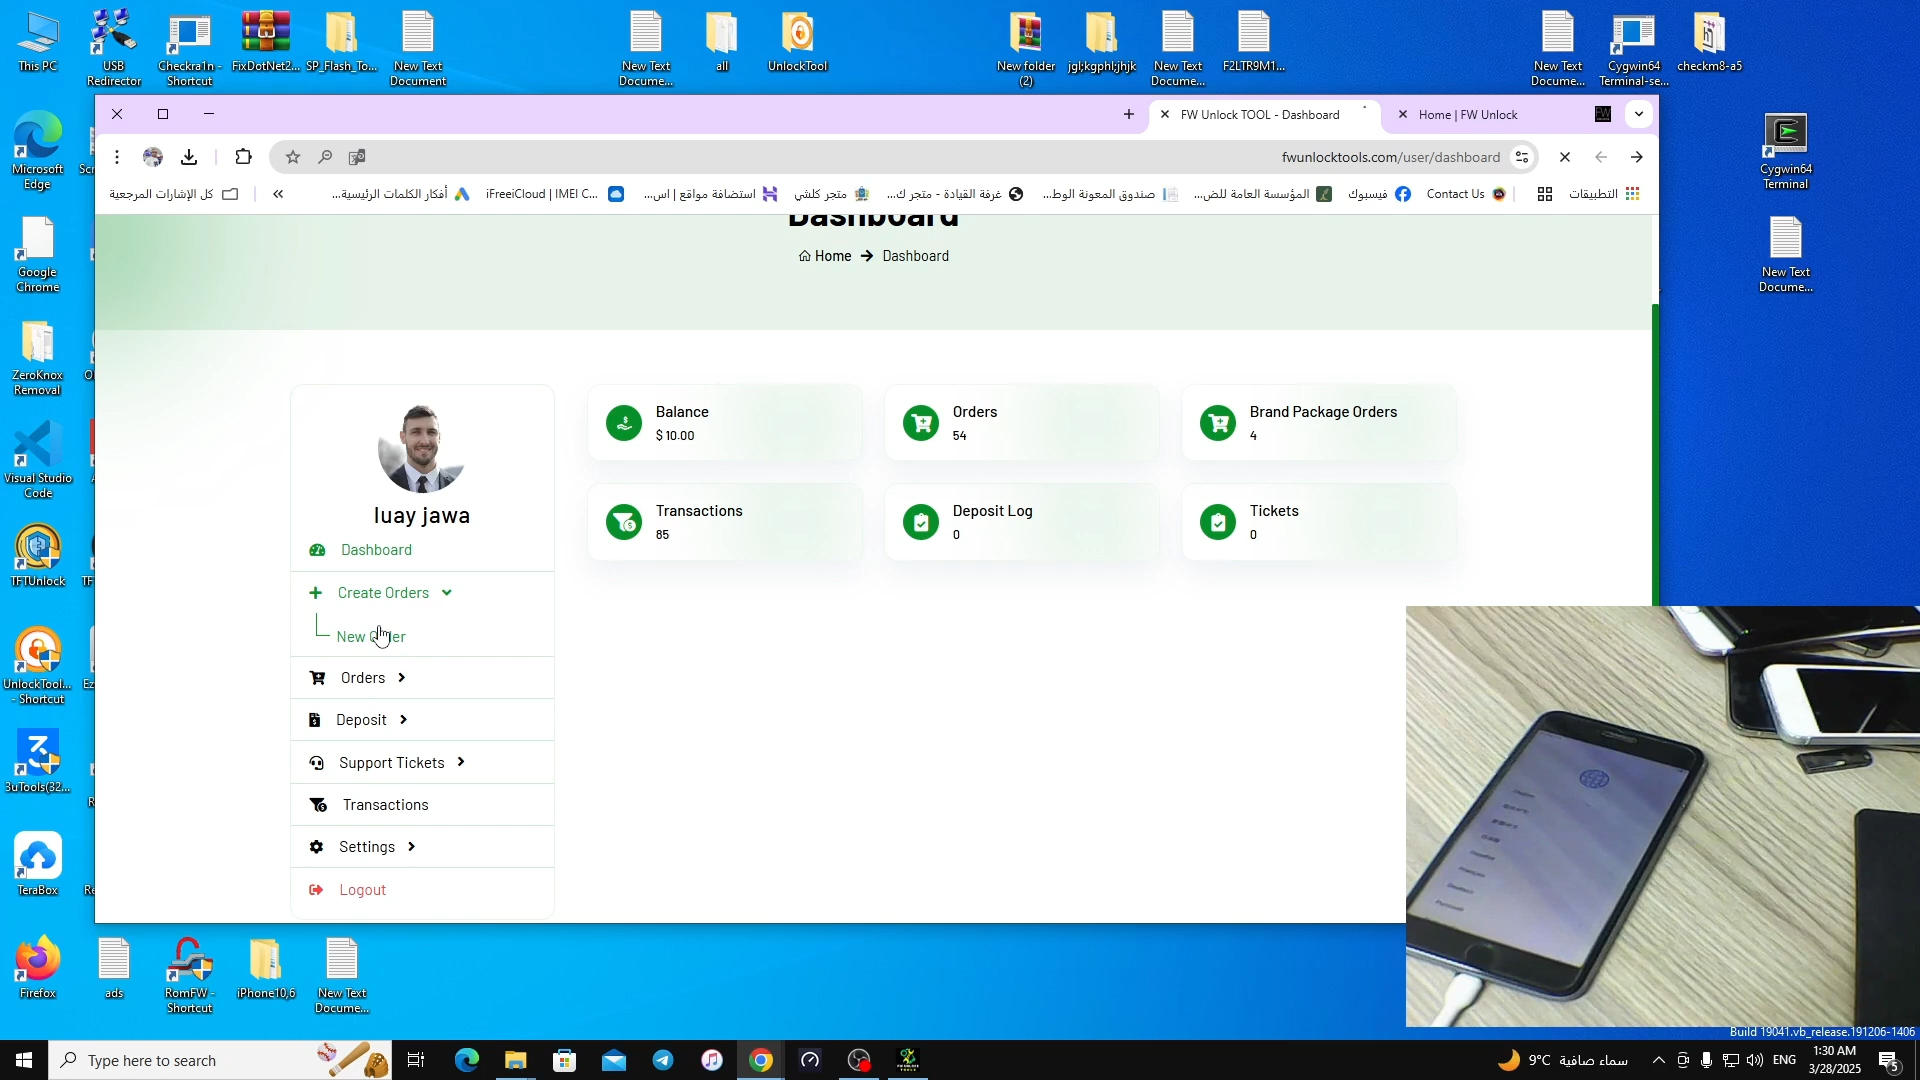 This PC
USB Redirector
Checkra1n - Shortcut
FixDotNet2...
SP_Flash_To...
New Text Document
New Text Docume...
all
UnlockTool
New folder (2)
jgl;kgphl;jhjk
New Text Docume...
F2LTR9M1...
New Text Docume...
Cygwin64 Terminal-se...
checkm8-a5
FW Unlock TOOL - Dashboard
Home | FW Unlock
fwunlocktools.com/user/dashboard
كل الإشارات المرجعية
أفكار الكلمات الرئيسية...
iFreeiCloud | IMEI C...
استضافة مواقع | اس...
متجر كلشي
غرفة القيادة - متجر ك...
صندوق المعونة الوط...
المؤسسة العامة للض...
فيسبوك
Contact Us
التطبيقات
Dashboard
Home
Dashboard
Balance
$ 10.00
Orders
54
Brand Package Orders
4
Transactions
85
Deposit Log
0
Tickets
0
luay jawa
Dashboard
Create Orders
New Order
Orders
Deposit
Support Tickets
Transactions
Settings
Logout
Microsoft Edge
Google Chrome
ZeroKnox Removal
Visual Studio Code
TFTUnlock
UnlockTool... - Shortcut
3uTools(32...
TeraBox
Firefox
ads
RomFW - Shortcut
iPhone10,6
New Text Docume...
Cygwin64 Terminal
New Text Docume...
Build 19041.vb_release.191206-1406
Type here to search
9°C سماء صافية
ENG
1:30 AM
3/28/2025
5